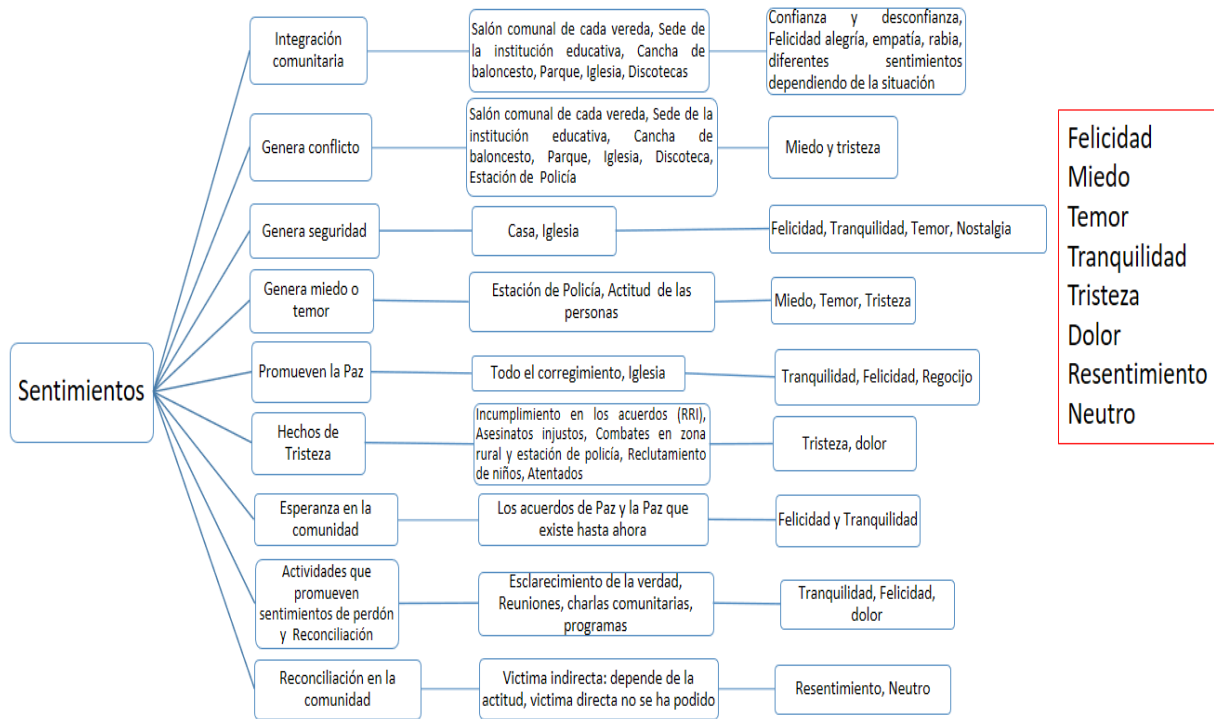 Sentimientos
Integración
comunitaria
Salón comunal de cada vereda, Sede de
la institución educativa, Cancha de
baloncesto, Parque, Iglesia, Discotecas
Confianza y desconfianza,
Felicidad alegría, empatía, rabia,
diferentes sentimientos
dependiendo de la situación
Genera conflicto
Salón comunal de cada vereda, Sede de la
institución educativa, Cancha de
baloncesto, Parque, Iglesia, Discoteca,
Estación de Policía
Miedo y tristeza
Genera seguridad
Casa, Iglesia
Felicidad, Tranquilidad, Temor, Nostalgia
Genera miedo o
temor
Estación de Policía, Actitud de las
personas
Miedo, Temor, Tristeza
Promueven la Paz
Todo el corregimiento, Iglesia
Tranquilidad, Felicidad, Regocijo
Hechos de
Tristeza
Incumplimiento en los acuerdos (RRI),
Asesinatos injustos, Combates en zona
rural y estación de policía, Reclutamiento
de niños, Atentados
Tristeza, dolor
Esperanza en la
comunidad
Los acuerdos de Paz y la Paz que
existe hasta ahora
Felicidad y Tranquilidad
Actividades que
promueven
sentimientos de perdón
y Reconciliación
Esclarecimiento de la verdad,
Reuniones, charlas comunitarias,
programas
Tranquilidad, Felicidad,
dolor
Reconciliación en la
comunidad
Victima indirecta: depende de la
actitud, victima directa no se ha podido
Resentimiento, Neutro
Felicidad
Miedo
Temor
Tranquilidad
Tristeza
Dolor
Resentimiento
Neutro